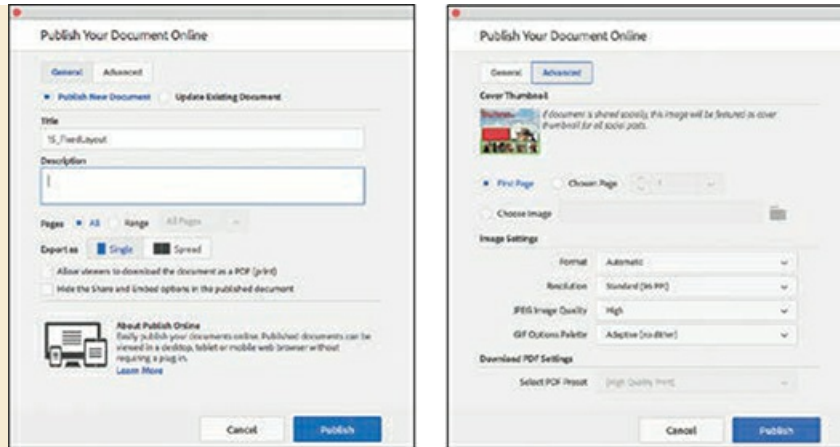 Publish Your Document Online
General Advanced
Publish New Document Update Existing Document
Title
15_FixedLayout
Description
Pages All Range All Pages
Export as Single Spread
Allow viewers to download the document as a PDF (print)
Hide the Share and Embed options in the published document
About Publish Online
Easily publish your documents online. Published documents can be
viewed in a desktop, tablet or mobile web browser without
requiring a plug in.
Learn More
Cancel Publish
Publish Your Document Online
General Advanced
Cover Thumbnail
If document is shared socially, this image will be featured as cover
thumbnail for all social posts.
First Page Chosen Page 1
Choose Image
Image Settings
Format Automatic
Resolution Standard (96 PPI)
JPEG Image Quality High
GIF Options Palette Adaptive (no dither)
Download PDF Settings
Select PDF Preset [High Quality Print]
Cancel Publish